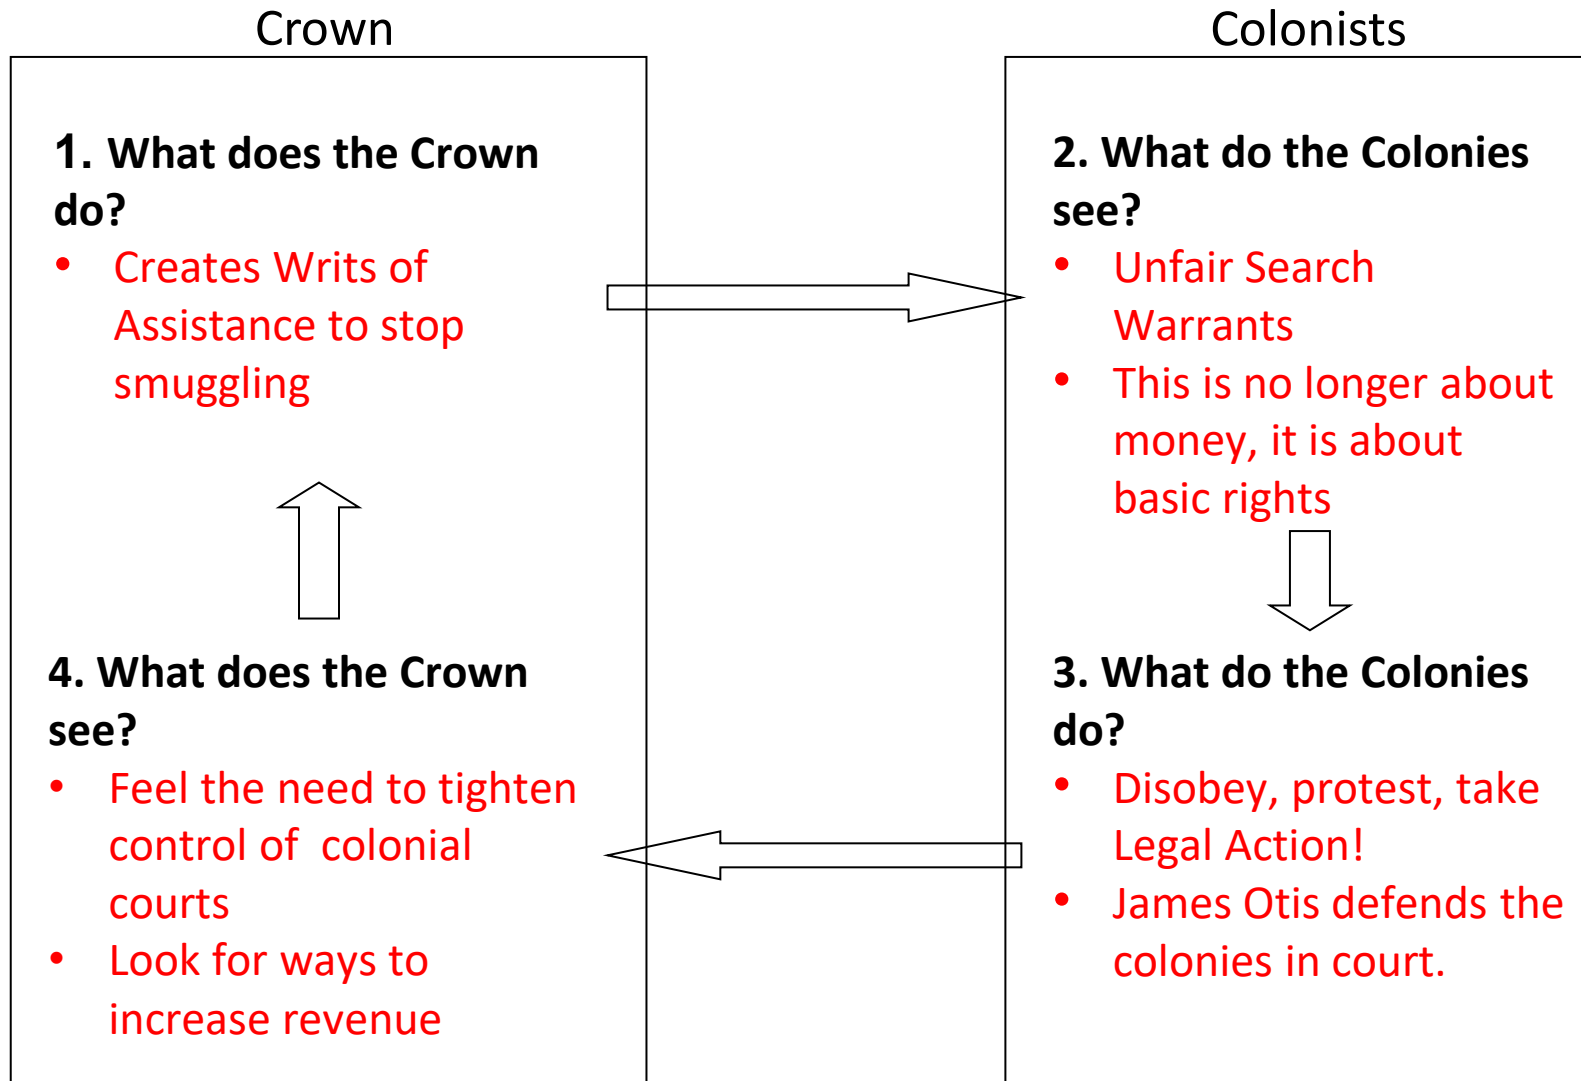 Crown
Colonists
1. What does the Crown
do?
• Creates Writs of
Assistance to stop
smuggling
2. What do the Colonies
see?
• Unfair Search
Warrants
• This is no longer about
money, it is about
basic rights
3. What do the Colonies
do?
• Disobey, protest, take
Legal Action!
• James Otis defends the
colonies in court.
4. What does the Crown
see?
• Feel the need to tighten
control of  colonial
courts
• Look for ways to
increase revenue